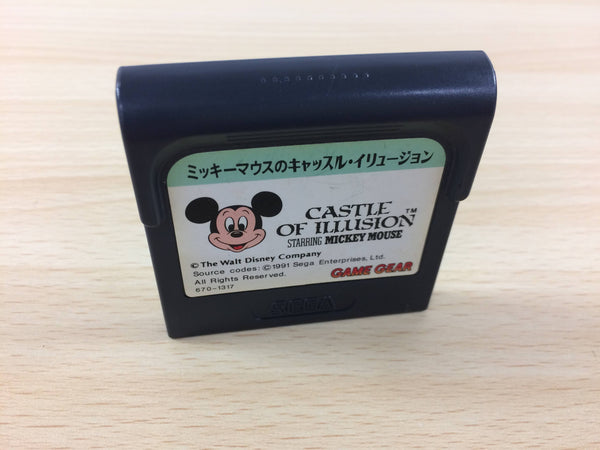 ミッキーマウスのキャッスル・イリュージョン
CASTLE™
OF ILLUSION
STARRING MICKEY MOUSE
© The Walt Disney Company
Source codes: ©1991 Sega Enterprises, Ltd.
All Rights Reserved.
670-1317
GAME GEAR
SEGA